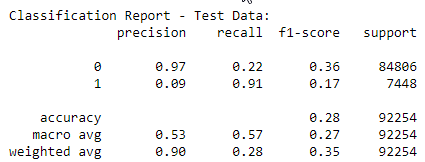 Classification Report - Test Data:
precision recall f1-score support
0 0.97 0.22 0.36 84806
1 0.09 0.91 0.17 7448
accuracy 0.28 92254
macro avg 0.53 0.57 0.27 92254
weighted avg 0.90 0.28 0.35 92254